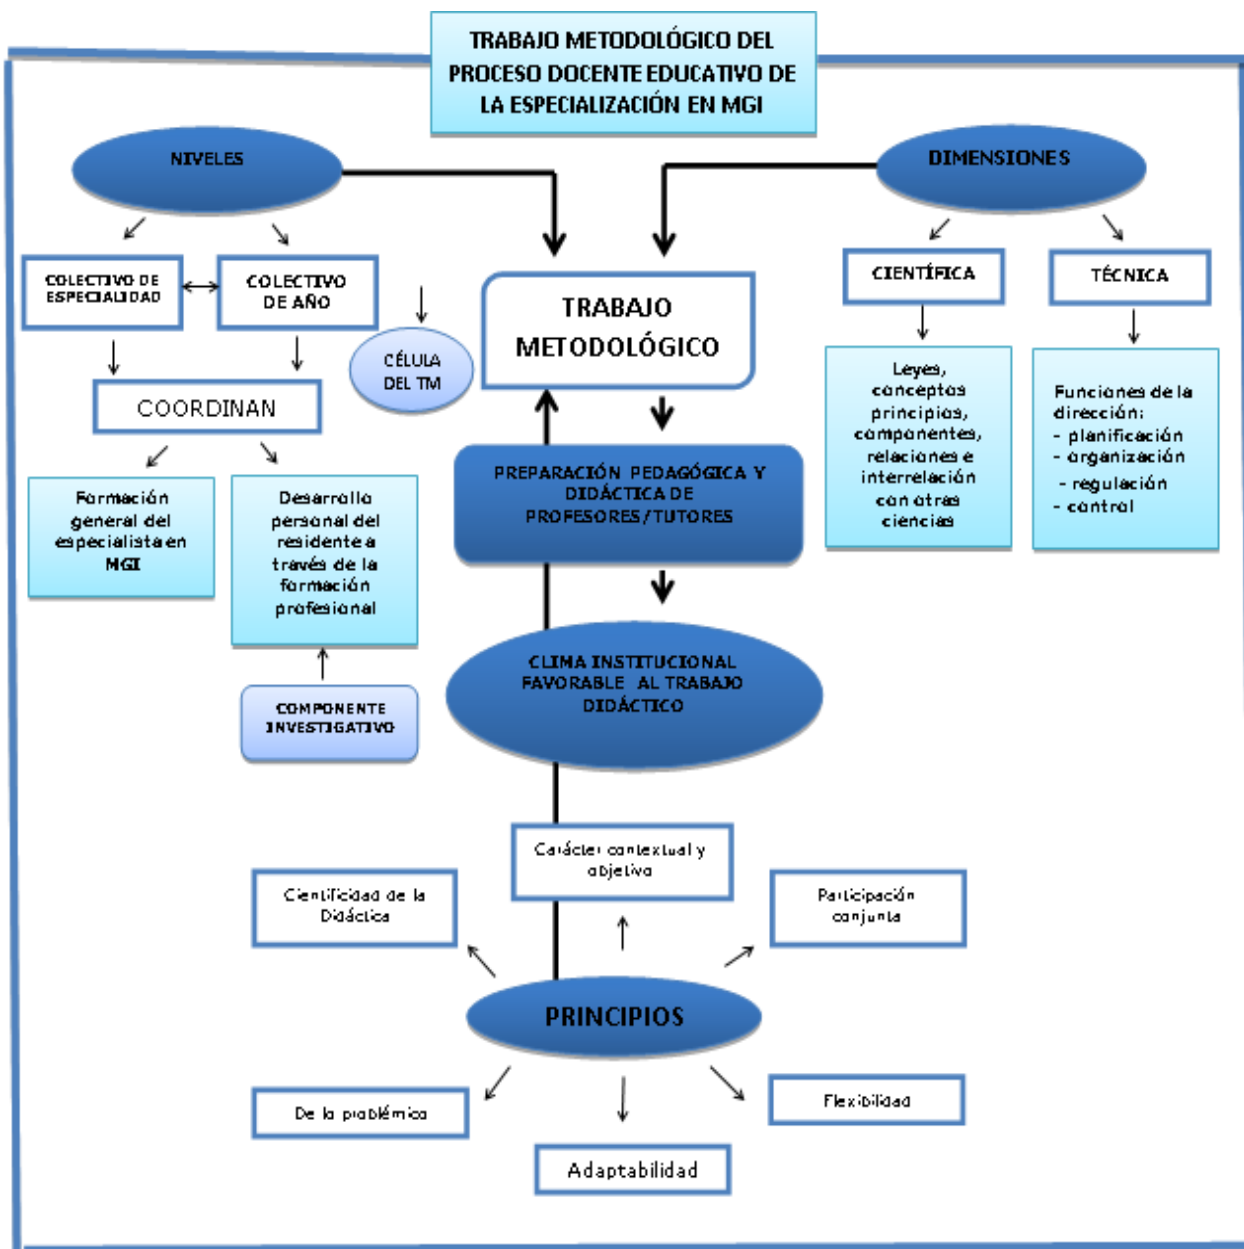 TRABAJO METODOLÓGICO DEL
PROCESO DOCENTE EDUCATIVO DE
LA ESPECIALIZACIÓN EN MGI
NIVELES
DIMENSIONES
COLECTIVO DE
ESPECIALIDAD
COLECTIVO
DE AÑO
CÉLULA
DEL TM
TRABAJO
METODOLÓGICO
CIENTÍFICA
TÉCNICA
COORDINAN
Leyes,
conceptos
principios,
componentes,
relaciones e
interrelación
con otras
ciencias
Funciones de la
dirección:
- planificación
- organización
- regulación
- control
Formación
general del
especialista en
MGI
Desarrollo
personal del
residente a
través de la
formación
profesional
PREPARACIÓN PEDAGÓGICA Y
DIDÁCTICA DE
PROFESORES/TUTORES
COMPONENTE
INVESTIGATIVO
CLIMA INSTITUCIONAL
FAVORABLE AL TRABAJO
DIDÁCTICO
Carácter contextual y
objetivo
Cientificidad de la
Didáctica
Participación
conjunta
PRINCIPIOS
De la problémica
Flexibilidad
Adaptabilidad